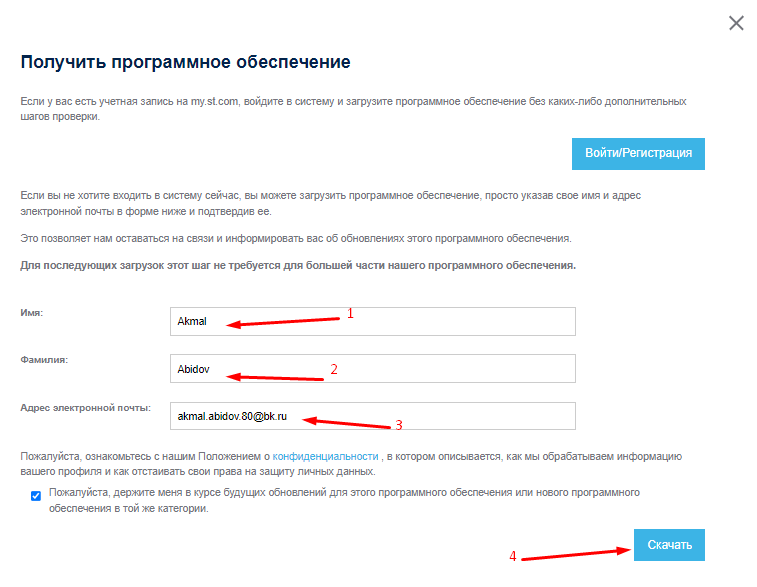 Получить программное обеспечение
Если у вас есть учетная запись на my.st.com, войдите в систему и загрузите программное обеспечение без каких-либо дополнительных
шагов проверки.
Войти/Регистрация
Если вы не хотите входить в систему сейчас, вы можете загрузить программное обеспечение, просто указав свое имя и адрес
электронной почты в форме ниже и подтвердив ее.
Это позволяет нам оставаться на связи и информировать вас об обновлениях этого программного обеспечения.
Для последующих загрузок этот шаг не требуется для большей части нашего программного обеспечения.
Имя: Akmal 1
Фамилия: Abidov 2
Адрес электронной почты: akmal.abidov.80@bk.ru 3
Пожалуйста, ознакомьтесь с нашим Положением о конфиденциальности , в котором описывается, как мы обрабатываем информацию
вашего профиля и как отстаивать свои права на защиту личных данных.
Пожалуйста, держите меня в курсе будущих обновлений для этого программного обеспечения или нового программного
обеспечения в той же категории.
4 Скачать